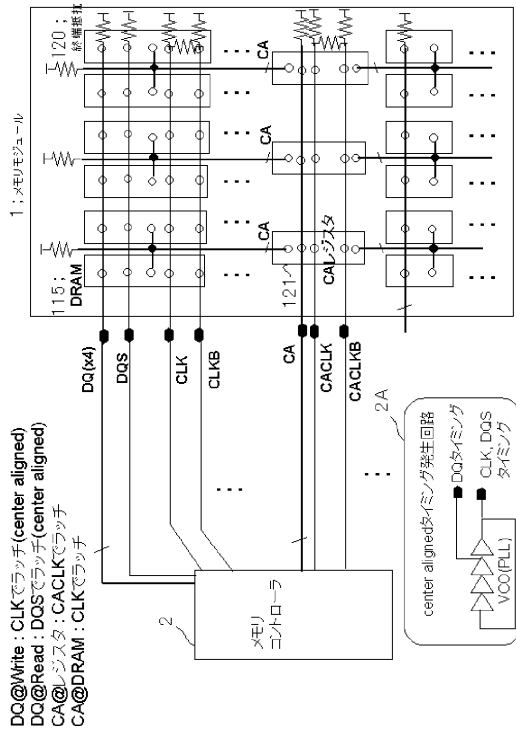 DQ@Write : CLKでラッチ(center aligned)
DQ@Read : DQSでラッチ(center aligned)
CA@レジスタ : CACLKでラッチ
CA@DRAM : CLKでラッチ
1 ; メモリモジュール
120 ;
終端抵抗
115 ;
DRAM
CA
CA
CA
121
CAレジスタ
DQ(x4)
DQS
CLK
CLKB
CA
CACLK
CACLKB
2
メモリ
コントローラ
2A
center alignedタイミング発生回路
DQタイミング
CLK, DQS
タイミング
VCO(PLL)